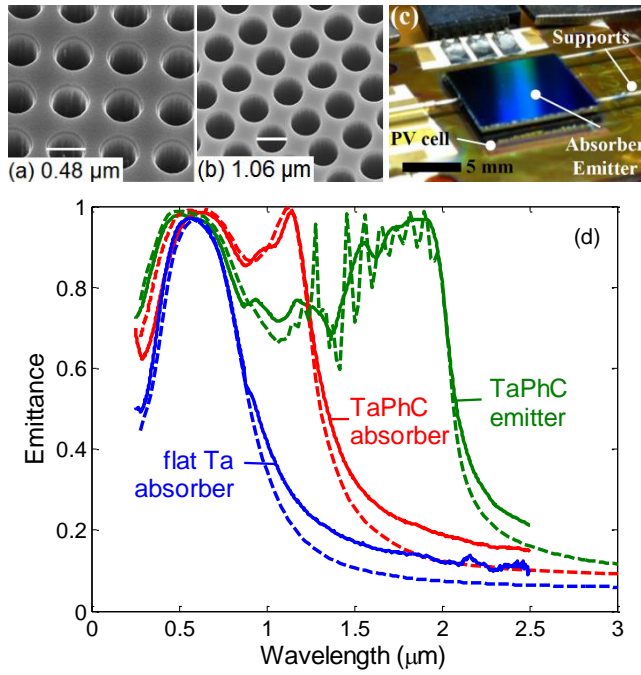 (a) 0.48 μm
(b) 1.06 μm
(c)
Supports
PV cell
Absorber
Emitter
5 mm
(d)
Emittance
1
0.8
0.6
0.4
0.2
0
TaPhC
absorber
TaPhC
emitter
flat Ta
absorber
0 0.5 1 1.5 2 2.5 3
Wavelength (μm)